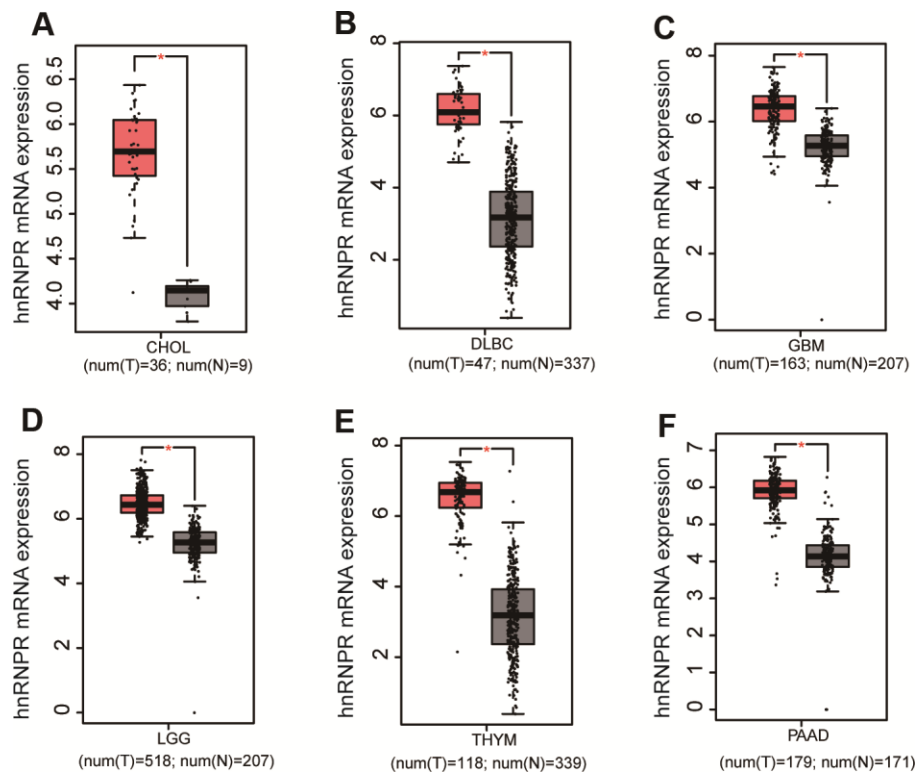 A
hnRNPR mRNA expression
6.5
6.0
5.5
5.0
4.5
4.0
*
CHOL
(num(T)=36; num(N)=9)
B
hnRNPR mRNA expression
8
6
4
2
*
DLBC
(num(T)=47; num(N)=337)
C
hnRNPR mRNA expression
8
6
4
2
0
*
GBM
(num(T)=163; num(N)=207)
D
hnRNPR mRNA expression
8
6
4
2
0
*
LGG
(num(T)=518; num(N)=207)
E
hnRNPR mRNA expression
8
6
4
2
*
THYM
(num(T)=118; num(N)=339)
F
hnRNPR mRNA expression
7
6
5
4
3
2
1
0
*
PAAD
(num(T)=179; num(N)=171)